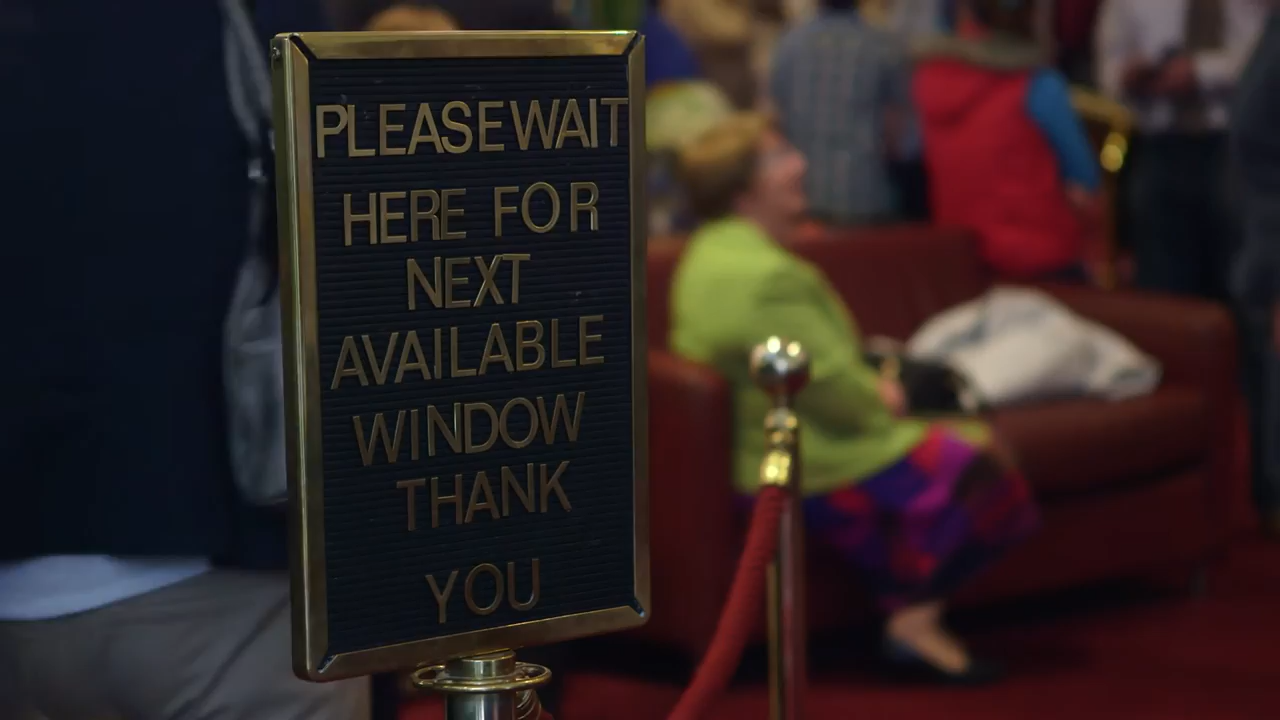 PLEASE WAIT
HERE FOR
NEXT
AVAILABLE
WINDOW
THANK
YOU